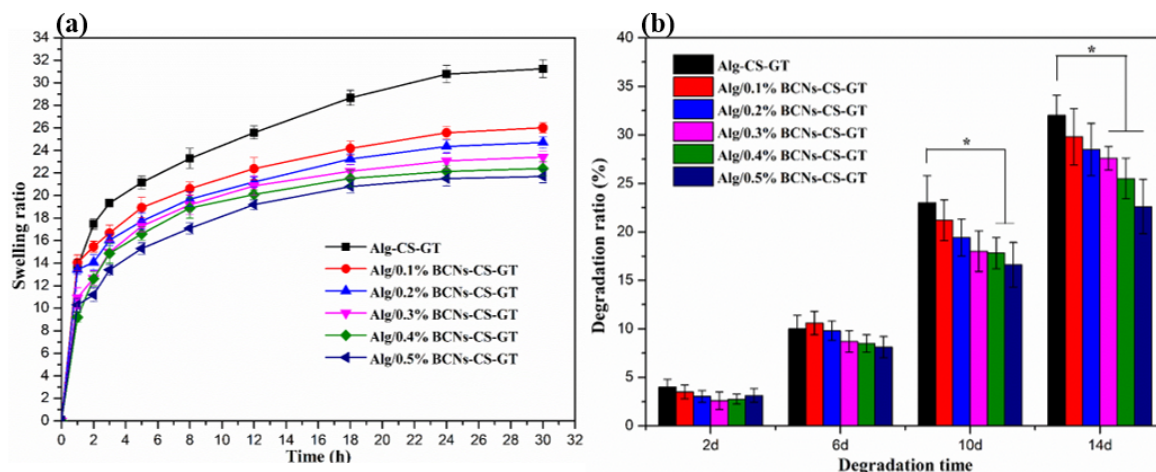 (a)
34
32
30
28
26
24
22
20
18
16
14
12
10
8
6
4
2
0
Swelling ratio
Alg-CS-GT
Alg/0.1% BCNs-CS-GT
Alg/0.2% BCNs-CS-GT
Alg/0.3% BCNs-CS-GT
Alg/0.4% BCNs-CS-GT
Alg/0.5% BCNs-CS-GT
0 2 4 6 8 10 12 14 16 18 20 22 24 26 28 30 32
Time (h)
(b)
40
35
30
25
20
15
10
5
0
Degradation ratio (%)
Alg-CS-GT
Alg/0.1% BCNs-CS-GT
Alg/0.2% BCNs-CS-GT
Alg/0.3% BCNs-CS-GT
Alg/0.4% BCNs-CS-GT
Alg/0.5% BCNs-CS-GT
*
*
2d 6d 10d 14d
Degradation time